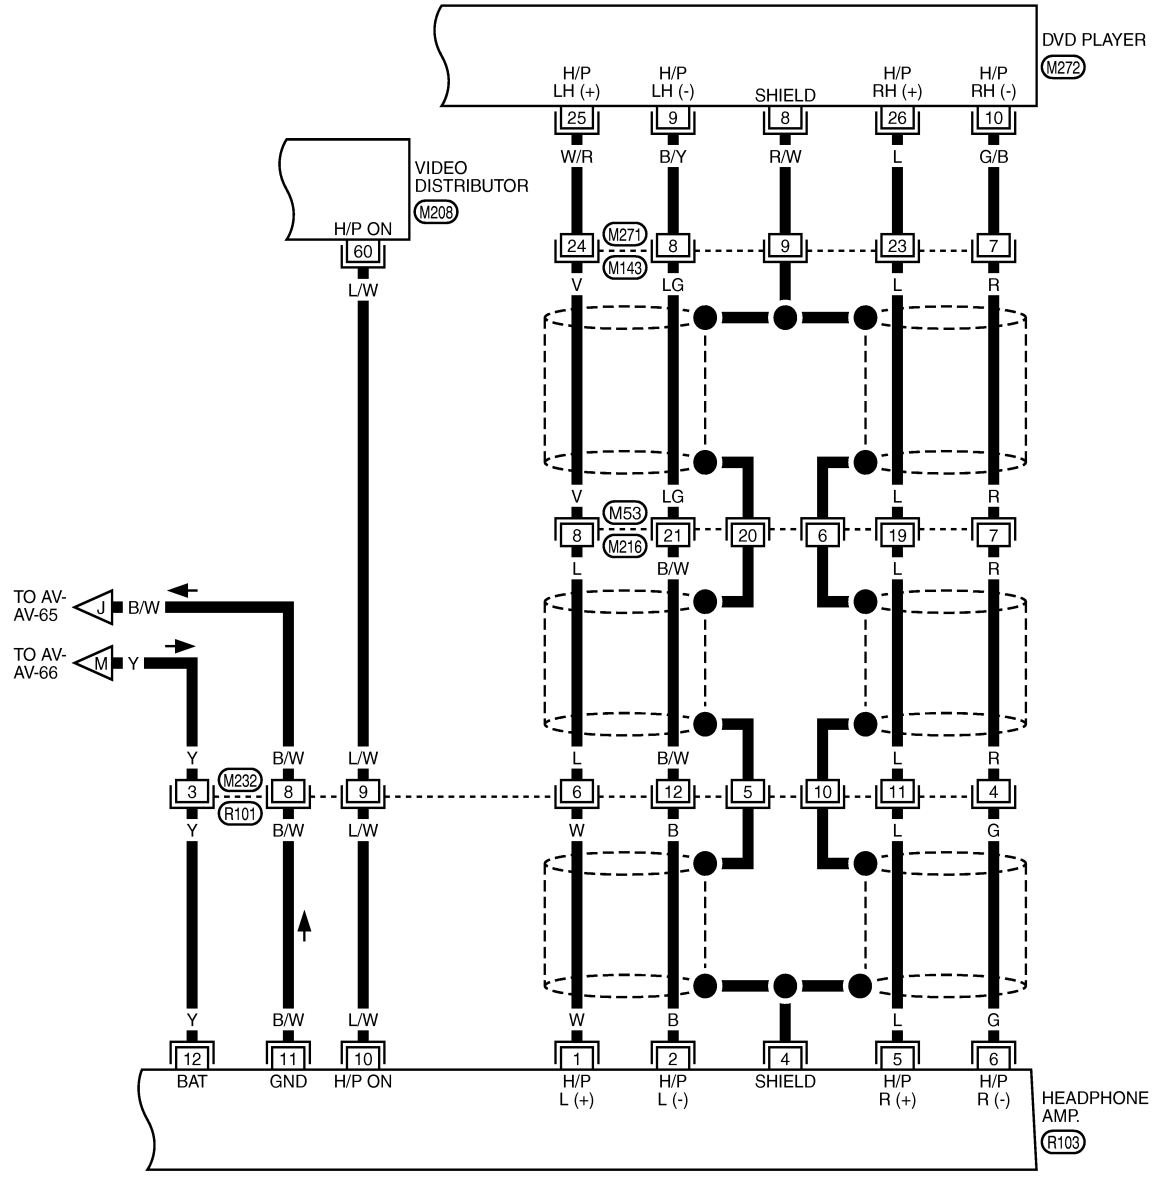 DVD PLAYER
M272
H/P H/P H/P H/P
LH (+) LH (-) SHIELD RH (+) RH (-)
25 9 8 26 10
W/R B/Y R/W L G/B
VIDEO
DISTRIBUTOR
M208
H/P ON
60
L/W
M271
24 8 9 23 7
M143
V LG L R
V LG L R
M53
8 21 20 6 19 7
M216
L B/W L R
TO AV-
AV-65
J B/W
TO AV-
AV-66
M Y
Y B/W L/W L B/W L R
M232
3 8 9 6 12 5 10 11 4
R101
Y B/W L/W W B L G
Y B/W L/W W B L G
12 11 10 1 2 4 5 6
BAT GND H/P ON H/P H/P SHIELD H/P H/P
L (+) L (-) R (+) R (-)
HEADPHONE
AMP.
R103